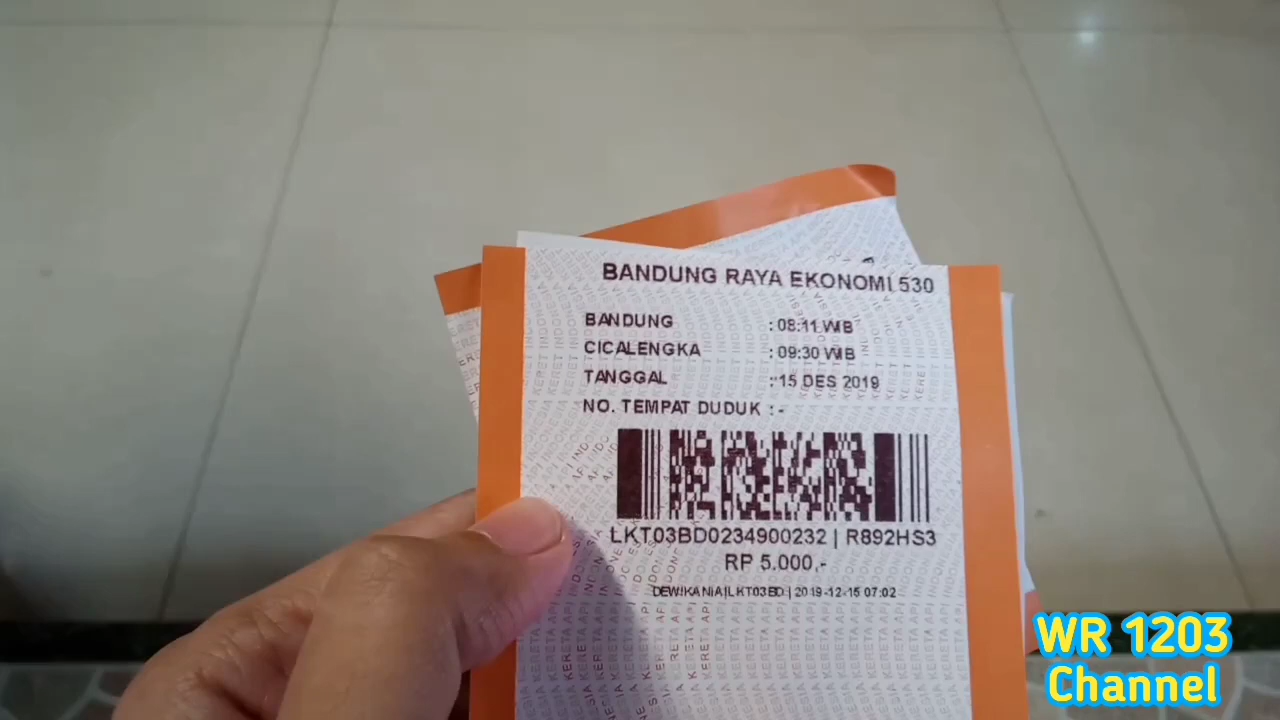 BANDUNG RAYA EKONOMI 530
BANDUNG : 08:11 WIB
CICALENGKA : 09:30 WIB
TANGGAL : 15 DES 2019
NO. TEMPAT DUDUK : -
LKT03BD0234900232 | R892HS3
RP 5.000,-
DEWIKANIA|LKT03BD | 2019-12-15 07:02
WR 1203
Channel